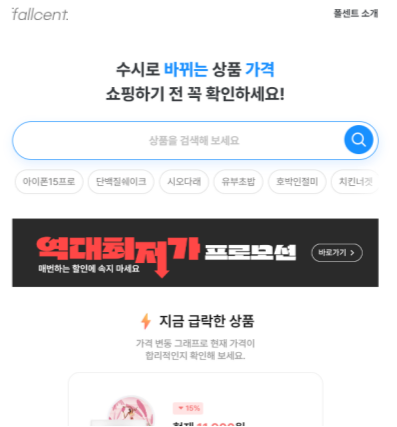 fallcent.
폴센트 소개
수시로 바뀌는 상품 가격
쇼핑하기 전 꼭 확인하세요!
상품을 검색해 보세요
아이폰15프로
단백질쉐이크
시오다래
유부초밥
호박인절미
치킨너겟
역대최저가 프로모션
매번하는 할인에 속지 마세요
바로가기 >
지금 급락한 상품
가격 변동 그래프로 현재 가격이
합리적인지 확인해 보세요.
▼ 15%